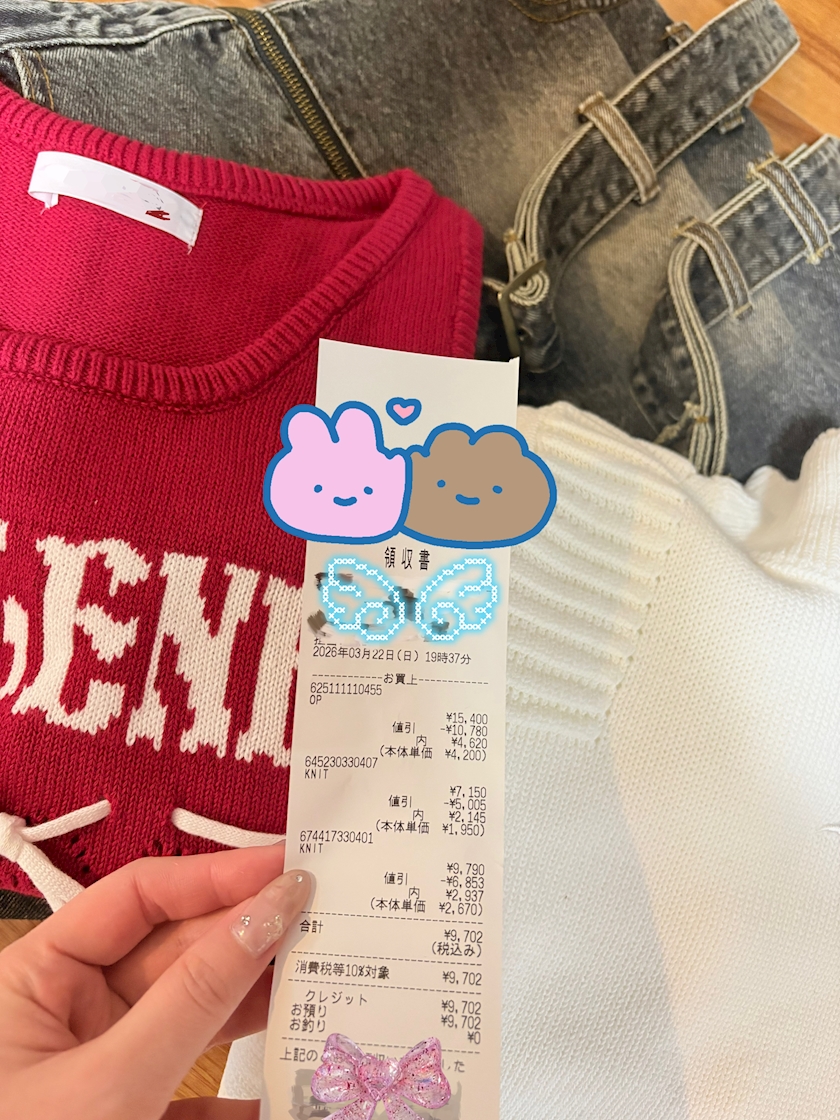 ENN
領収書
2026年03月22日(日) 19時37分
お買上
625111110455
OP
¥15,400
値引 -¥10,780
内 ¥4,620
(本体単価 ¥4,200)
645230330407
KNIT
¥7,150
値引 -¥5,005
内 ¥2,145
(本体単価 ¥1,950)
674417330401
KNIT
¥9,790
値引 -¥6,853
内 ¥2,937
(本体単価 ¥2,670)
合計 ¥9,702
(税込み)
消費税等10%対象 ¥9,702
クレジット ¥9,702
お預り ¥9,702
お釣り ¥0
上記の
した